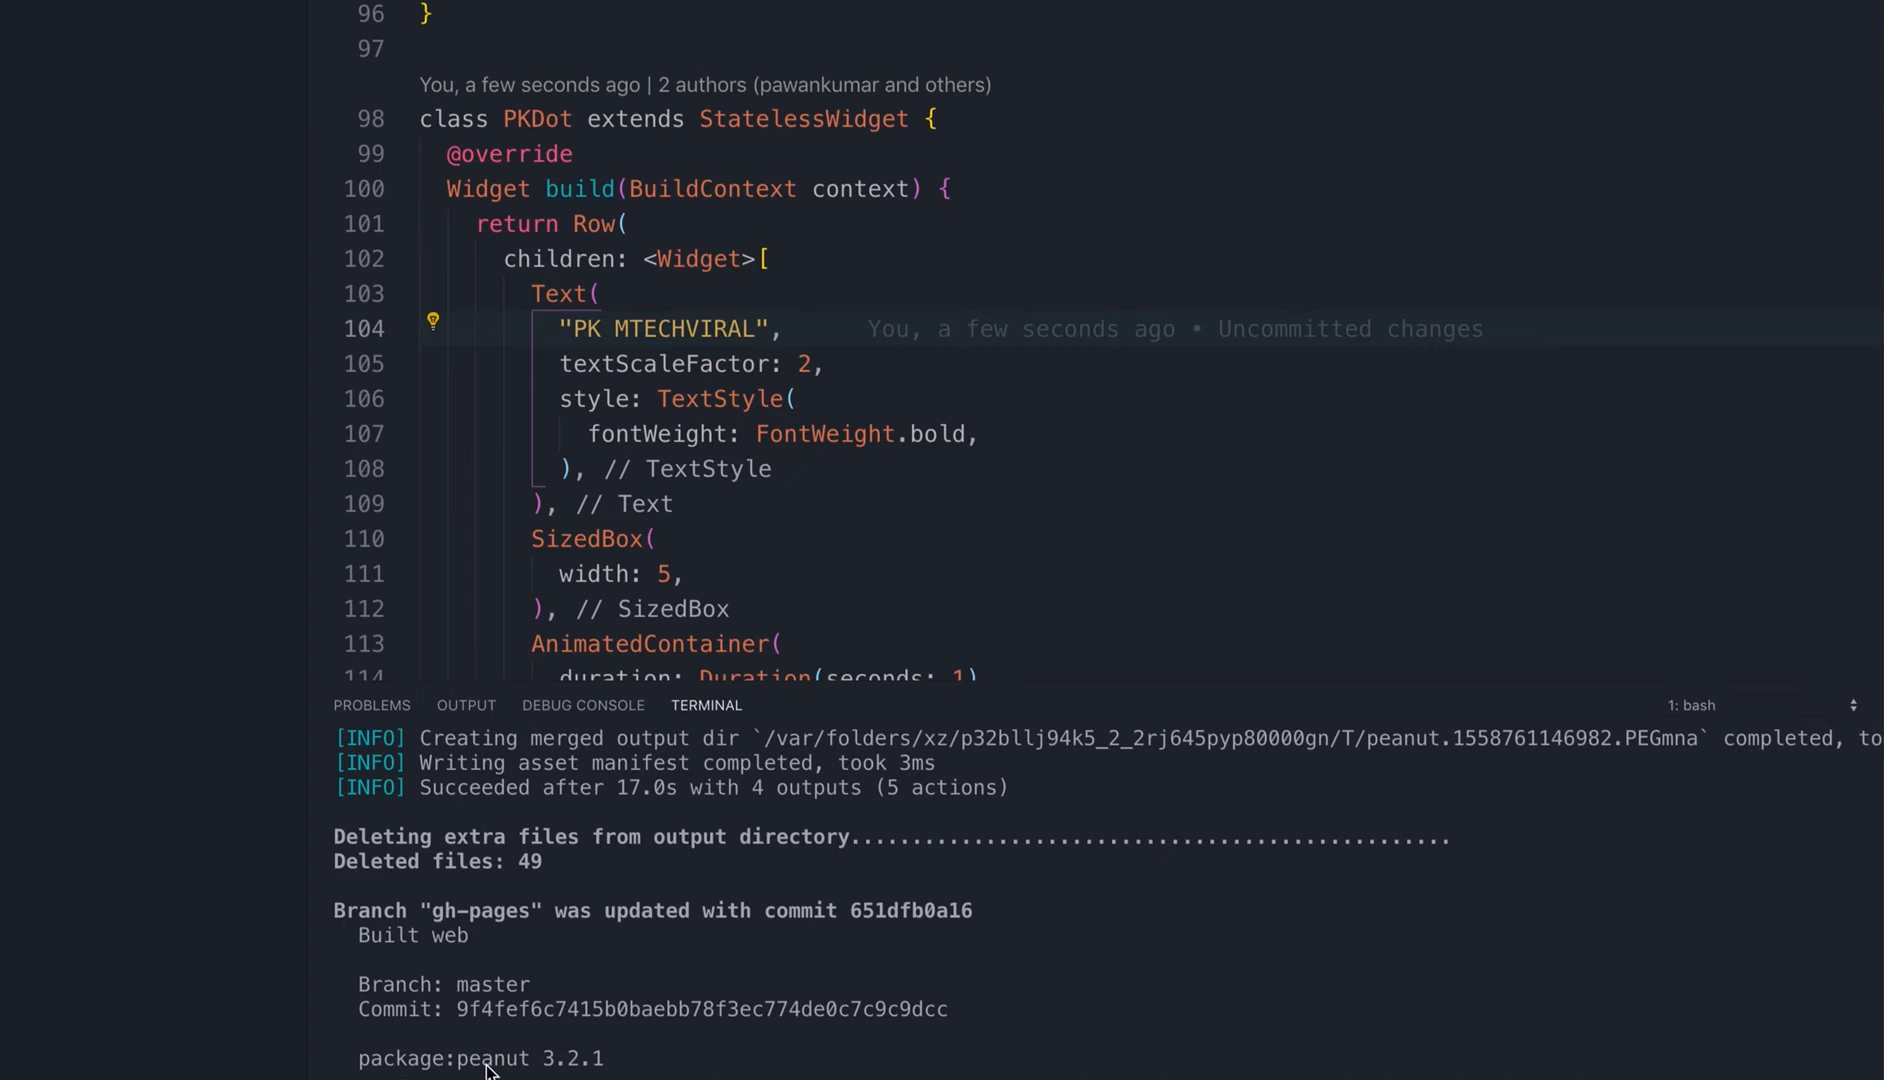 96 }
97
You, a few seconds ago | 2 authors (pawankumar and others)
98 class PKDot extends StatelessWidget {
99 @override
100 Widget build(BuildContext context) {
101 return Row(
102 children: <Widget>[
103 Text(
104 "PK MTECHVIRAL", You, a few seconds ago • Uncommitted changes
105 textScaleFactor: 2,
106 style: TextStyle(
107 fontWeight: FontWeight.bold,
108 ), // TextStyle
109 ), // Text
110 SizedBox(
111 width: 5,
112 ), // SizedBox
113 AnimatedContainer(
114 duration: Duration(seconds: 1)
PROBLEMS OUTPUT DEBUG CONSOLE TERMINAL 1: bash
[INFO] Creating merged output dir `/var/folders/xz/p32bllj94k5_2_2rj645pyp80000gn/T/peanut.1558761146982.PEGmna` completed, to
[INFO] Writing asset manifest completed, took 3ms
[INFO] Succeeded after 17.0s with 4 outputs (5 actions)
Deleting extra files from output directory.................................................
Deleted files: 49
Branch "gh-pages" was updated with commit 651dfb0a16
Built web
Branch: master
Commit: 9f4fef6c7415b0baebb78f3ec774de0c7c9c9dcc
package:peanut 3.2.1